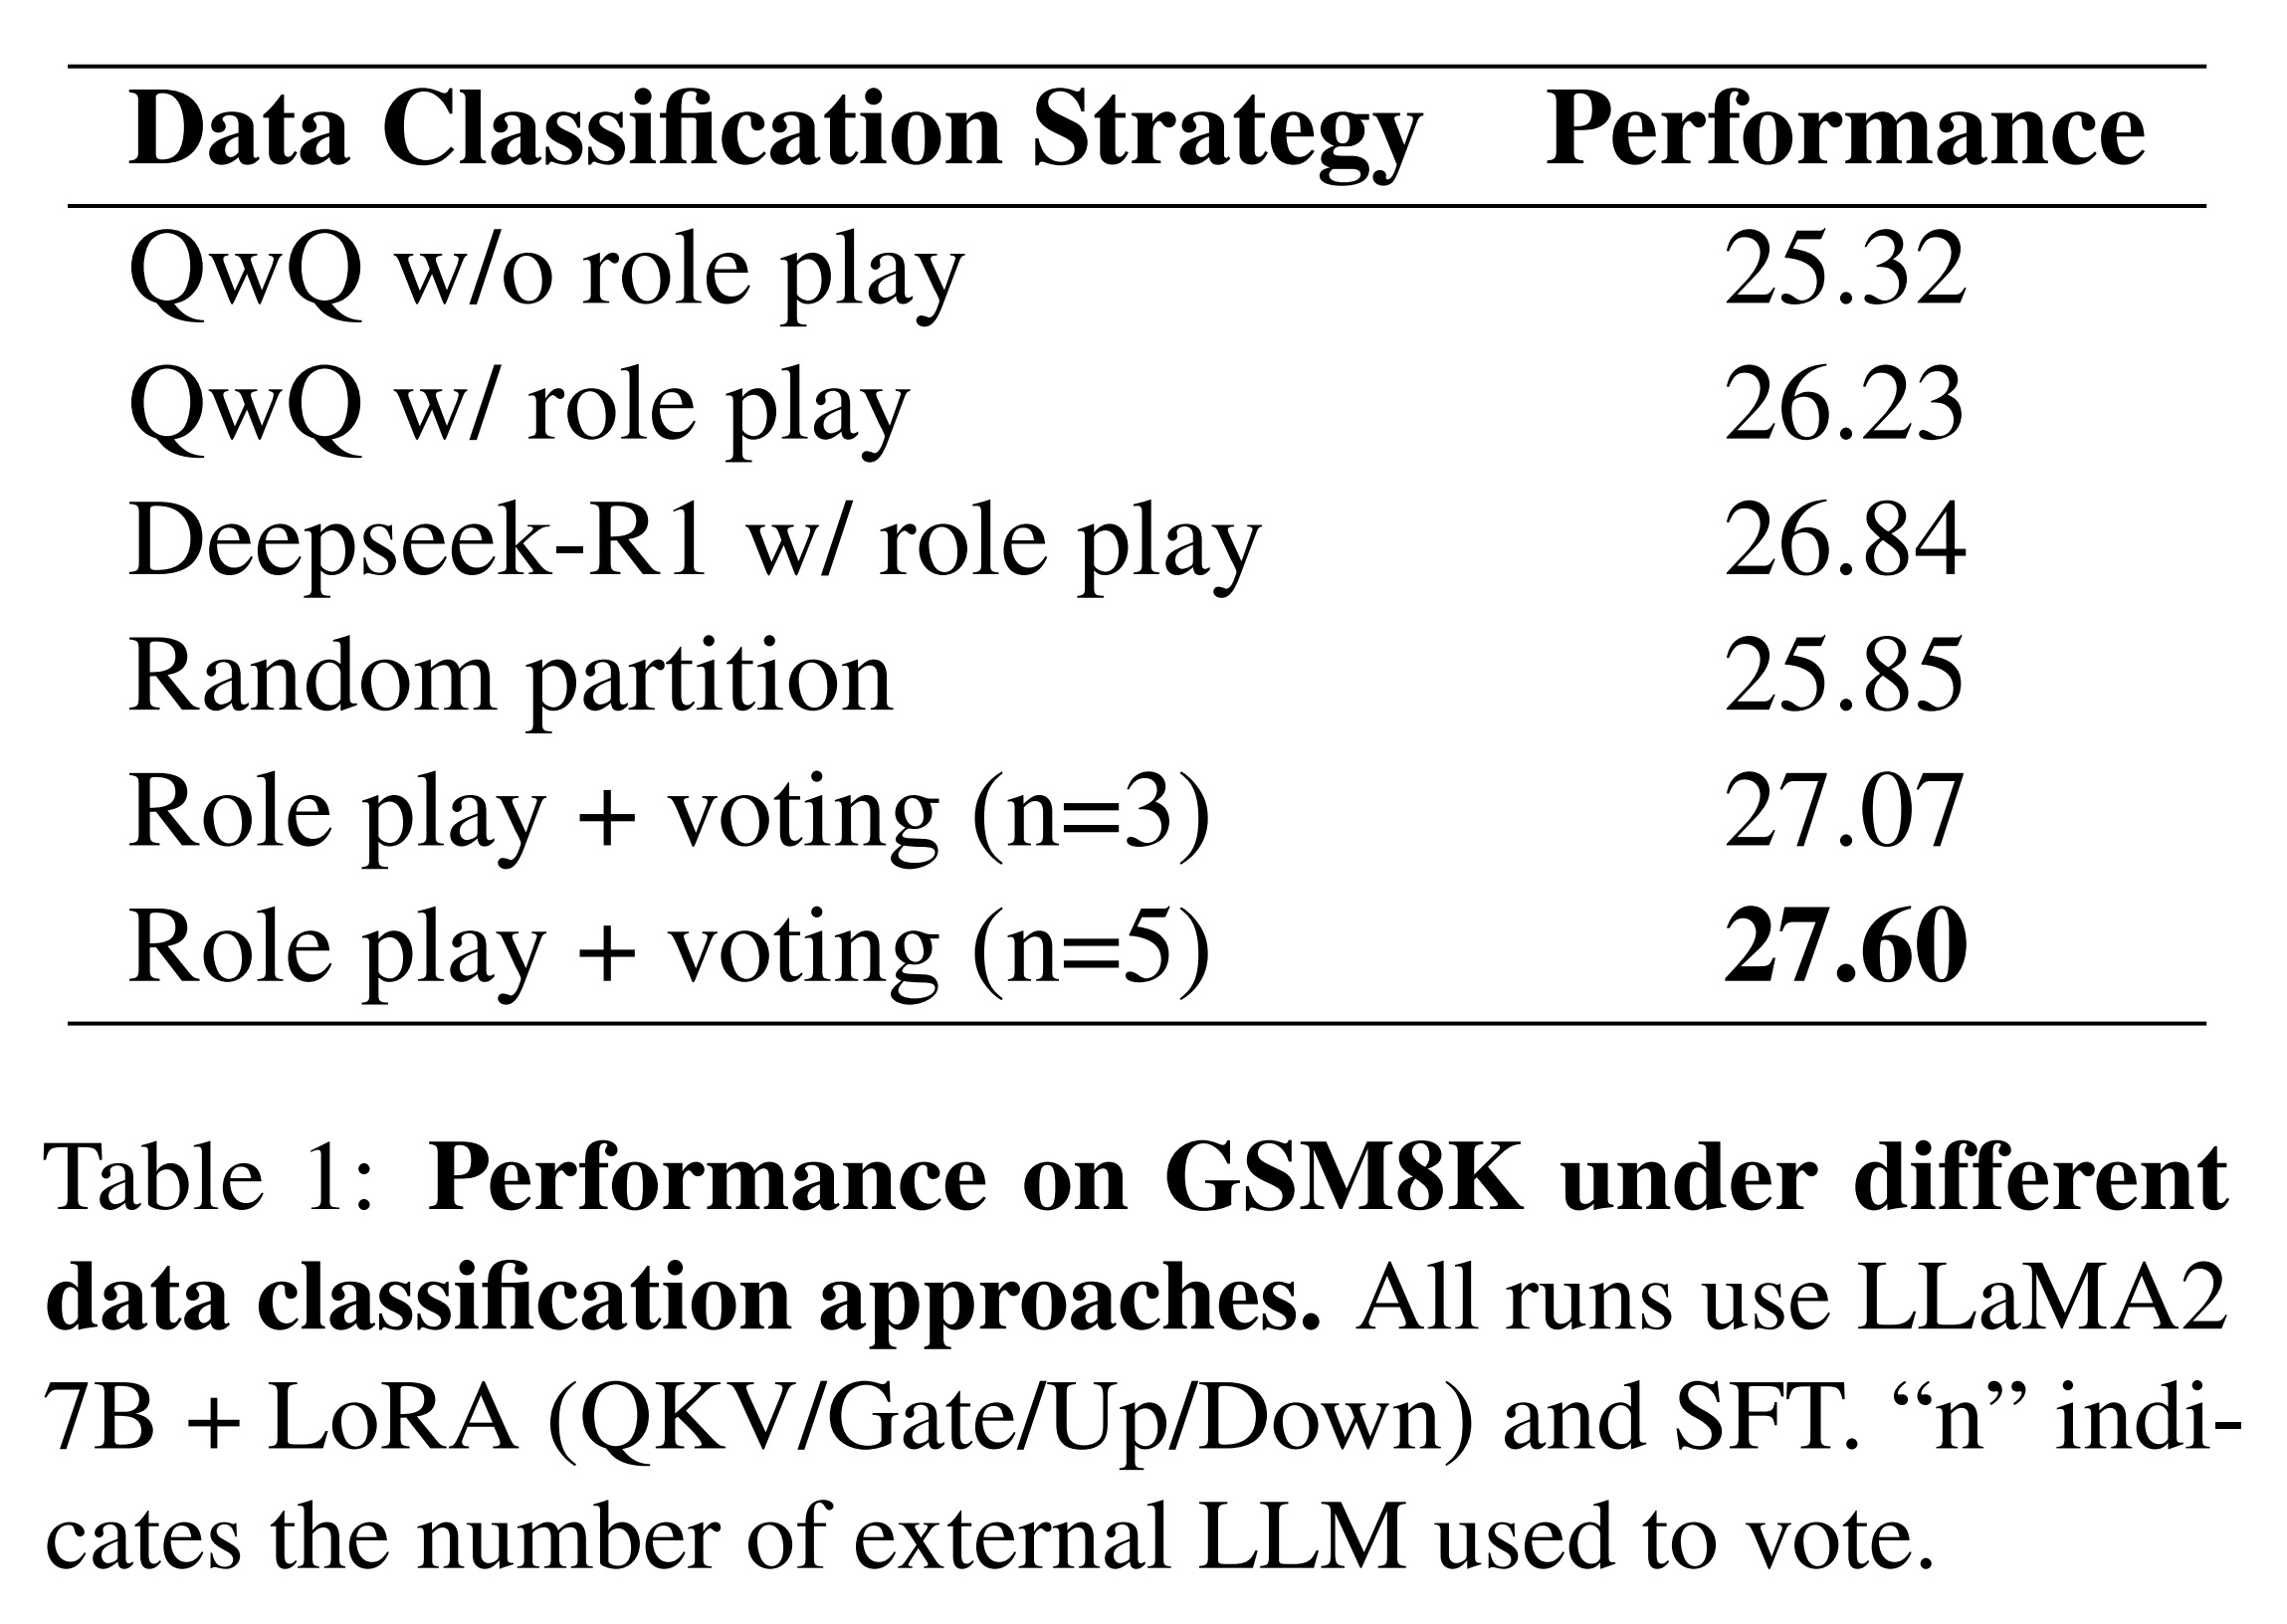 Data Classification Strategy Performance
QwQ w/o role play 25.32
QwQ w/ role play 26.23
Deepseek-R1 w/ role play 26.84
Random partition 25.85
Role play + voting (n=3) 27.07
Role play + voting (n=5) 27.60
Table 1: Performance on GSM8K under different
data classification approaches. All runs use LLaMA2
7B + LoRA (QKV/Gate/Up/Down) and SFT. “n” indi-
cates the number of external LLM used to vote.